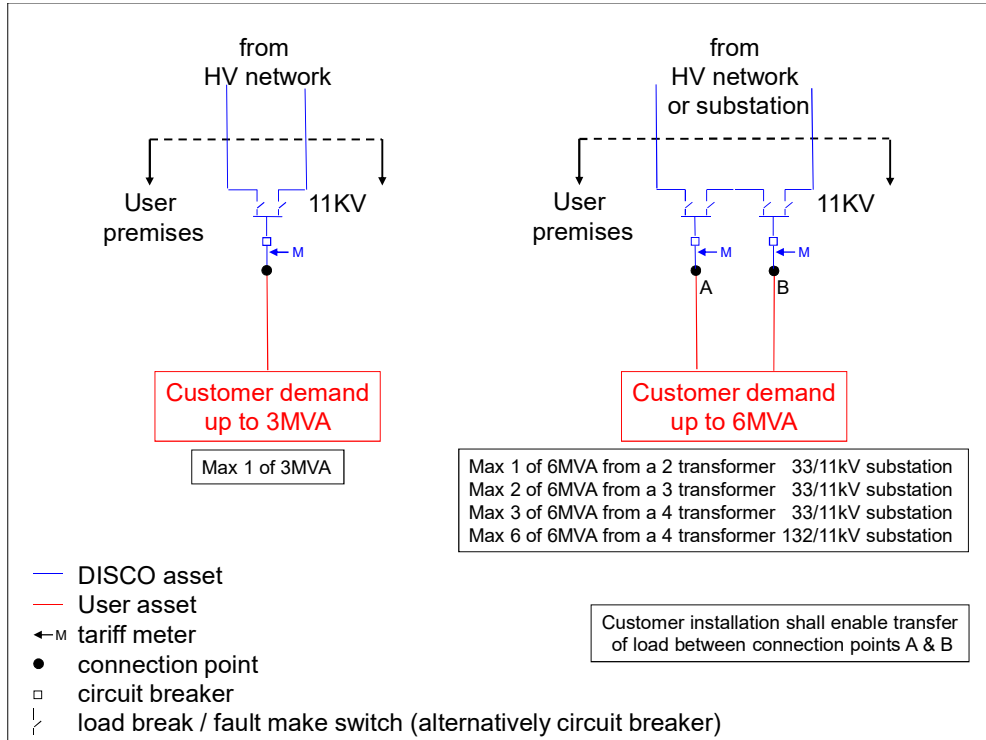 from
HV network
User
premises
11KV
M
Customer demand
up to 3MVA
Max 1 of 3MVA
from
HV network
or substation
User
premises
11KV
M
M
A
B
Customer demand
up to 6MVA
Max 1 of 6MVA from a 2 transformer 33/11kV substation
Max 2 of 6MVA from a 3 transformer 33/11kV substation
Max 3 of 6MVA from a 4 transformer 33/11kV substation
Max 6 of 6MVA from a 4 transformer 132/11kV substation
Customer installation shall enable transfer
of load between connection points A & B
DISCO asset
User asset
M tariff meter
connection point
circuit breaker
load break / fault make switch (alternatively circuit breaker)